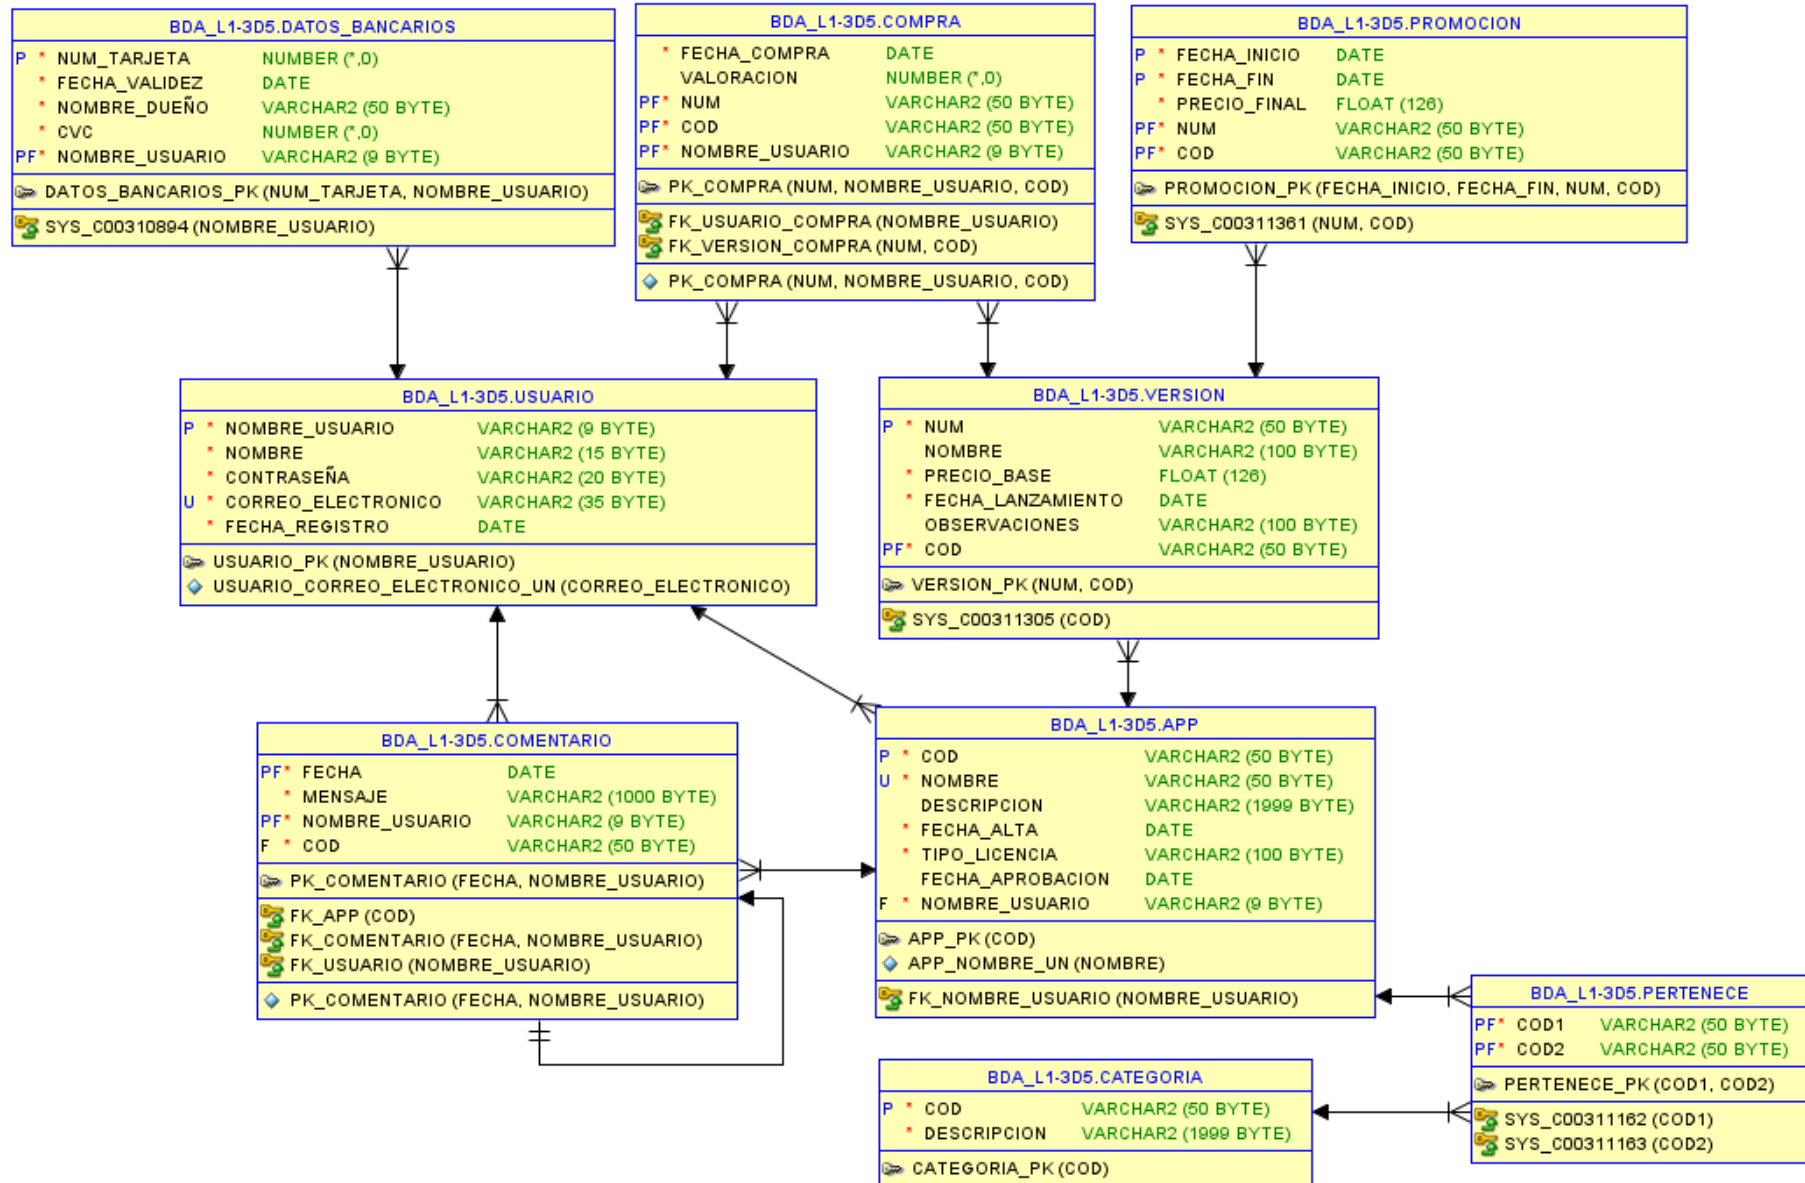 BDA_L1-3D5.DATOS_BANCARIOS
P * NUM_TARJETA NUMBER (*,0)
* FECHA_VALIDEZ DATE
* NOMBRE_DUEÑO VARCHAR2 (50 BYTE)
* CVC NUMBER (*,0)
PF* NOMBRE_USUARIO VARCHAR2 (9 BYTE)
DATOS_BANCARIOS_PK (NUM_TARJETA, NOMBRE_USUARIO)
SYS_C00310894 (NOMBRE_USUARIO)
BDA_L1-3D5.COMPRA
* FECHA_COMPRA DATE
VALORACION NUMBER (*,0)
PF* NUM VARCHAR2 (50 BYTE)
PF* COD VARCHAR2 (50 BYTE)
PF* NOMBRE_USUARIO VARCHAR2 (9 BYTE)
PK_COMPRA (NUM, NOMBRE_USUARIO, COD)
FK_USUARIO_COMPRA (NOMBRE_USUARIO)
FK_VERSION_COMPRA (NUM, COD)
PK_COMPRA (NUM, NOMBRE_USUARIO, COD)
BDA_L1-3D5.PROMOCION
P * FECHA_INICIO DATE
P * FECHA_FIN DATE
* PRECIO_FINAL FLOAT (126)
PF* NUM VARCHAR2 (50 BYTE)
PF* COD VARCHAR2 (50 BYTE)
PROMOCION_PK (FECHA_INICIO, FECHA_FIN, NUM, COD)
SYS_C00311361 (NUM, COD)
BDA_L1-3D5.USUARIO
P * NOMBRE_USUARIO VARCHAR2 (9 BYTE)
* NOMBRE VARCHAR2 (15 BYTE)
* CONTRASEÑA VARCHAR2 (20 BYTE)
U * CORREO_ELECTRONICO VARCHAR2 (35 BYTE)
* FECHA_REGISTRO DATE
USUARIO_PK (NOMBRE_USUARIO)
USUARIO_CORREO_ELECTRONICO_UN (CORREO_ELECTRONICO)
BDA_L1-3D5.VERSION
P * NUM VARCHAR2 (50 BYTE)
NOMBRE VARCHAR2 (100 BYTE)
* PRECIO_BASE FLOAT (126)
* FECHA_LANZAMIENTO DATE
OBSERVACIONES VARCHAR2 (100 BYTE)
PF* COD VARCHAR2 (50 BYTE)
VERSION_PK (NUM, COD)
SYS_C00311305 (COD)
BDA_L1-3D5.COMENTARIO
PF* FECHA DATE
* MENSAJE VARCHAR2 (1000 BYTE)
PF* NOMBRE_USUARIO VARCHAR2 (9 BYTE)
F * COD VARCHAR2 (50 BYTE)
PK_COMENTARIO (FECHA, NOMBRE_USUARIO)
FK_APP (COD)
FK_COMENTARIO (FECHA, NOMBRE_USUARIO)
FK_USUARIO (NOMBRE_USUARIO)
PK_COMENTARIO (FECHA, NOMBRE_USUARIO)
BDA_L1-3D5.APP
P * COD VARCHAR2 (50 BYTE)
U * NOMBRE VARCHAR2 (50 BYTE)
DESCRIPCION VARCHAR2 (1999 BYTE)
* FECHA_ALTA DATE
* TIPO_LICENCIA VARCHAR2 (100 BYTE)
FECHA_APROBACION DATE
F * NOMBRE_USUARIO VARCHAR2 (9 BYTE)
APP_PK (COD)
APP_NOMBRE_UN (NOMBRE)
FK_NOMBRE_USUARIO (NOMBRE_USUARIO)
BDA_L1-3D5.PERTENECE
PF* COD1 VARCHAR2 (50 BYTE)
PF* COD2 VARCHAR2 (50 BYTE)
PERTENECE_PK (COD1, COD2)
SYS_C00311162 (COD1)
SYS_C00311163 (COD2)
BDA_L1-3D5.CATEGORIA
P * COD VARCHAR2 (50 BYTE)
* DESCRIPCION VARCHAR2 (1999 BYTE)
CATEGORIA_PK (COD)